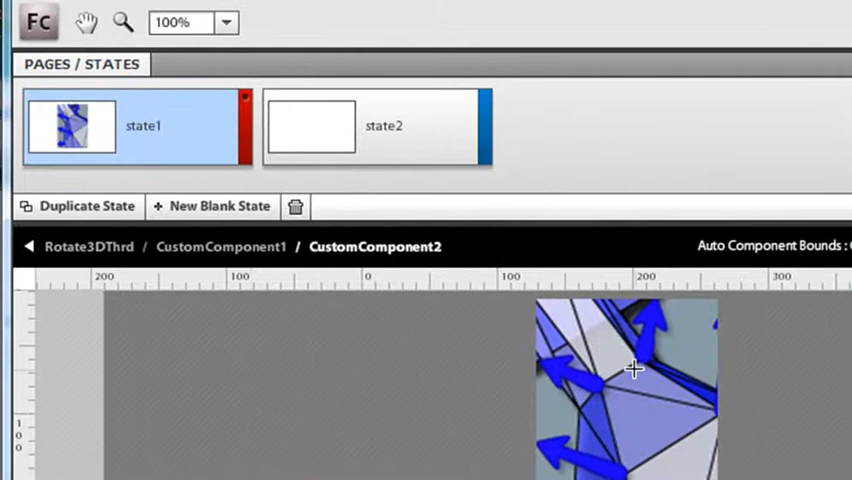 Fc
100%
PAGES / STATES
state1
state2
Duplicate State
+ New Blank State
Rotate3DThrd / CustomComponent1 / CustomComponent2
Auto Component Bounds :
200 100 0 100 200 300
100